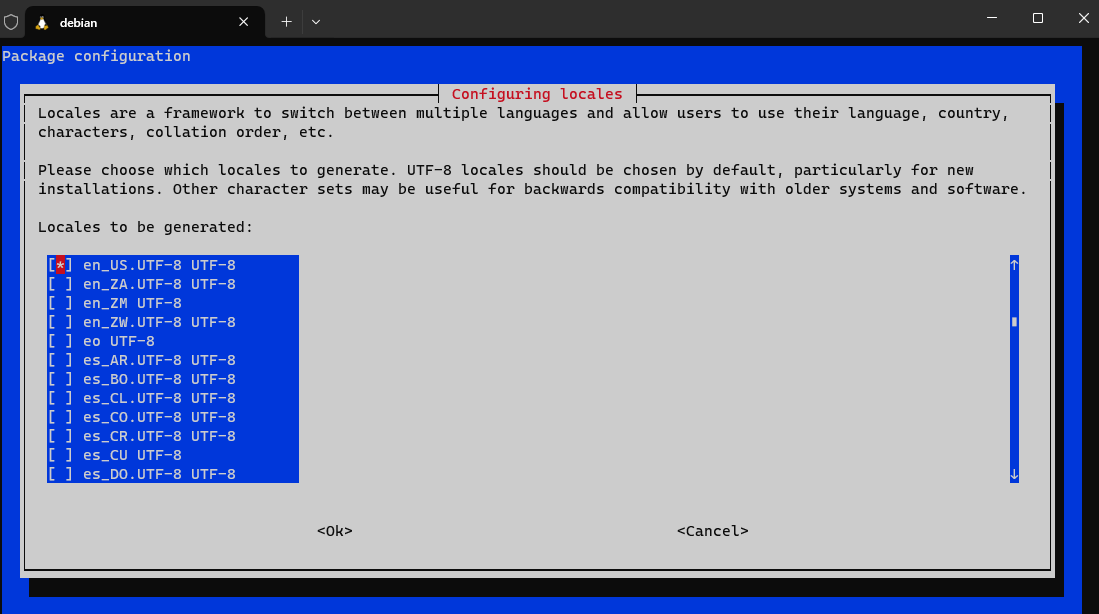 debian
Package configuration
Configuring locales
Locales are a framework to switch between multiple languages and allow users to use their language, country,
characters, collation order, etc.
Please choose which locales to generate. UTF-8 locales should be chosen by default, particularly for new
installations. Other character sets may be useful for backwards compatibility with older systems and software.
Locales to be generated:
[*] en_US.UTF-8 UTF-8
[ ] en_ZA.UTF-8 UTF-8
[ ] en_ZM UTF-8
[ ] en_ZW.UTF-8 UTF-8
[ ] eo UTF-8
[ ] es_AR.UTF-8 UTF-8
[ ] es_BO.UTF-8 UTF-8
[ ] es_CL.UTF-8 UTF-8
[ ] es_CO.UTF-8 UTF-8
[ ] es_CR.UTF-8 UTF-8
[ ] es_CU UTF-8
[ ] es_DO.UTF-8 UTF-8
<Ok> <Cancel>